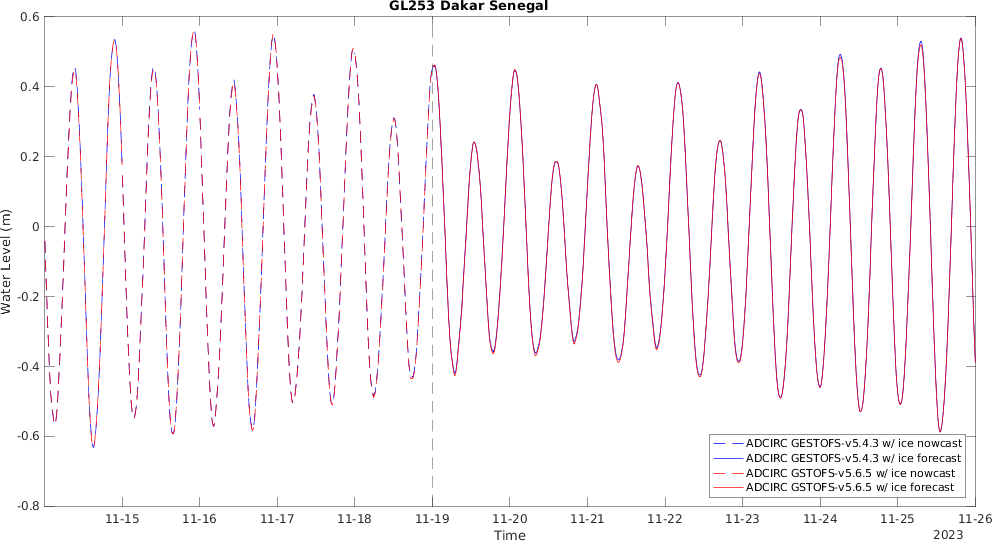 GL253 Dakar Senegal
0.6
0.4
0.2
0
-0.2
-0.4
-0.6
-0.8
Water Level (m)
ADCIRC GESTOFS-v5.4.3 w/ ice nowcast
ADCIRC GESTOFS-v5.4.3 w/ ice forecast
ADCIRC GSTOFS-v5.6.5 w/ ice nowcast
ADCIRC GSTOFS-v5.6.5 w/ ice forecast
11-15 11-16 11-17 11-18 11-19 11-20 11-21 11-22 11-23 11-24 11-25 11-26
Time
2023